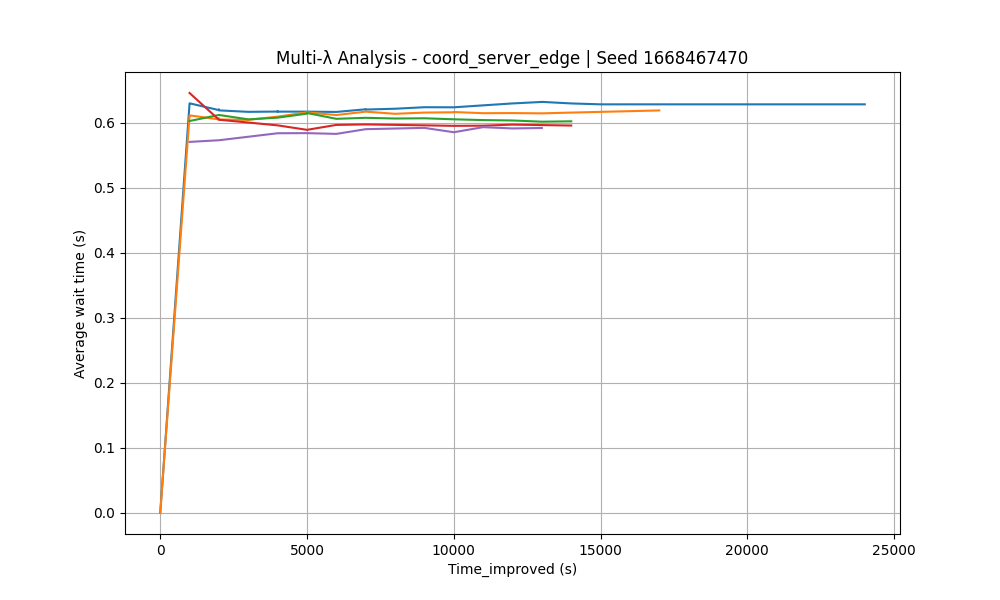 Multi-λ Analysis - coord_server_edge | Seed 1668467470
Average wait time (s)
0.6
0.5
0.4
0.3
0.2
0.1
0.0
0 5000 10000 15000 20000 25000
Time_improved (s)